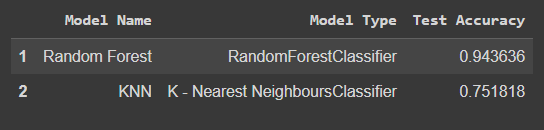 Model Name Model Type Test Accuracy
1 Random Forest RandomForestClassifier 0.943636
2 KNN K - Nearest NeighboursClassifier 0.751818